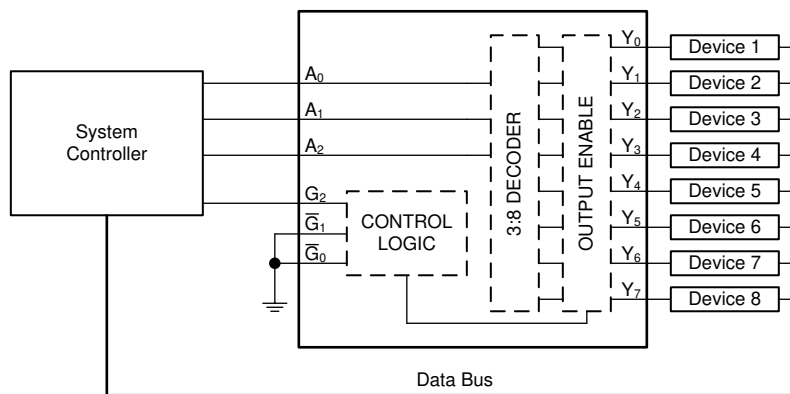 System
Controller
A0
A1
A2
G2
G̅1
G̅0
CONTROL
LOGIC
3:8 DECODER
OUTPUT ENABLE
Y0
Y1
Y2
Y3
Y4
Y5
Y6
Y7
Device 1
Device 2
Device 3
Device 4
Device 5
Device 6
Device 7
Device 8
Data Bus